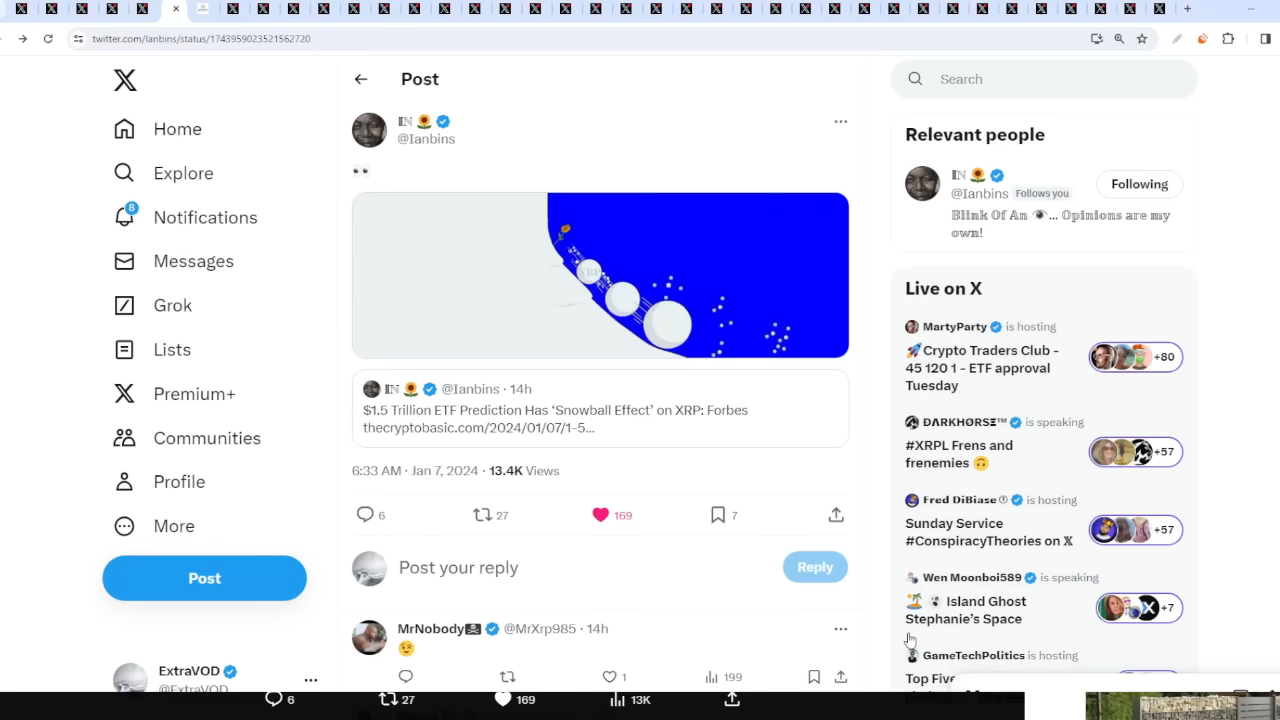 twitter.com/Ianbins/status/1743959023521562720
Home
Explore
8
Notifications
Messages
Grok
Lists
Premium+
Communities
Profile
More
Post
ExtraVOD
@ExtraVOD
Post
𝕀ℕ 🌻
@Ianbins
👀
XRP
𝕀ℕ 🌻 @Ianbins · 14h
$1.5 Trillion ETF Prediction Has ‘Snowball Effect’ on XRP: Forbes
thecryptobasic.com/2024/01/07/1-5…
6:33 AM · Jan 7, 2024 · 13.4K Views
6 27 169 7
Post your reply
Reply
MrNobody🏴‍☠️ @MrXrp985 · 14h
😉
1 199
6 27 169 13K
Search
Relevant people
𝕀ℕ 🌻
@Ianbins Follows you
Following
𝔹𝕝𝕚𝕟𝕜 𝕆𝕗 𝔸𝕟 👁️... 𝕆𝕡𝕚𝕟𝕚𝕠𝕟𝕤 𝕒𝕣𝕖 𝕞𝕪
𝕠𝕨𝕟!
Live on X
MartyParty is hosting
🚀Crypto Traders Club -
45 120 1 - ETF approval
Tuesday
+80
DΛRKHØRSΞ™ is speaking
#XRPL Frens and
frenemies 🙃
+57
Fred DiBiase ① is hosting
Sunday Service
#ConspiracyTheories on 𝕏
+57
Wen Moonboi589 is speaking
🏝️ 👻 Island Ghost
Stephanie’s Space
+7
GameTechPolitics is hosting
Top Five